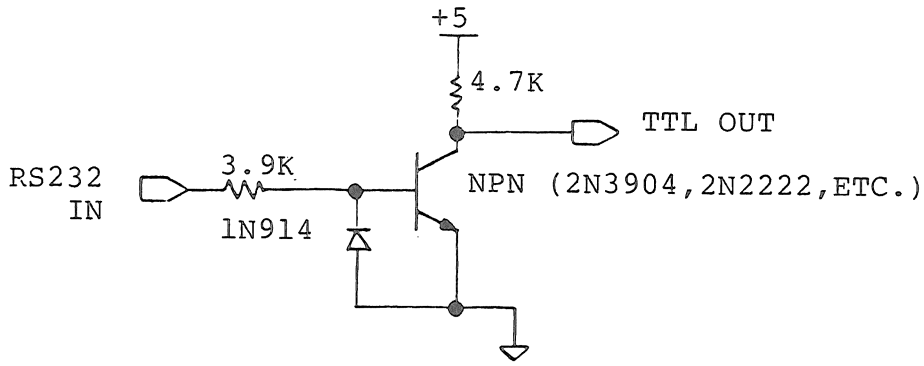 +5
4.7K
TTL OUT
RS232
IN
3.9K
NPN (2N3904,2N2222,ETC.)
1N914